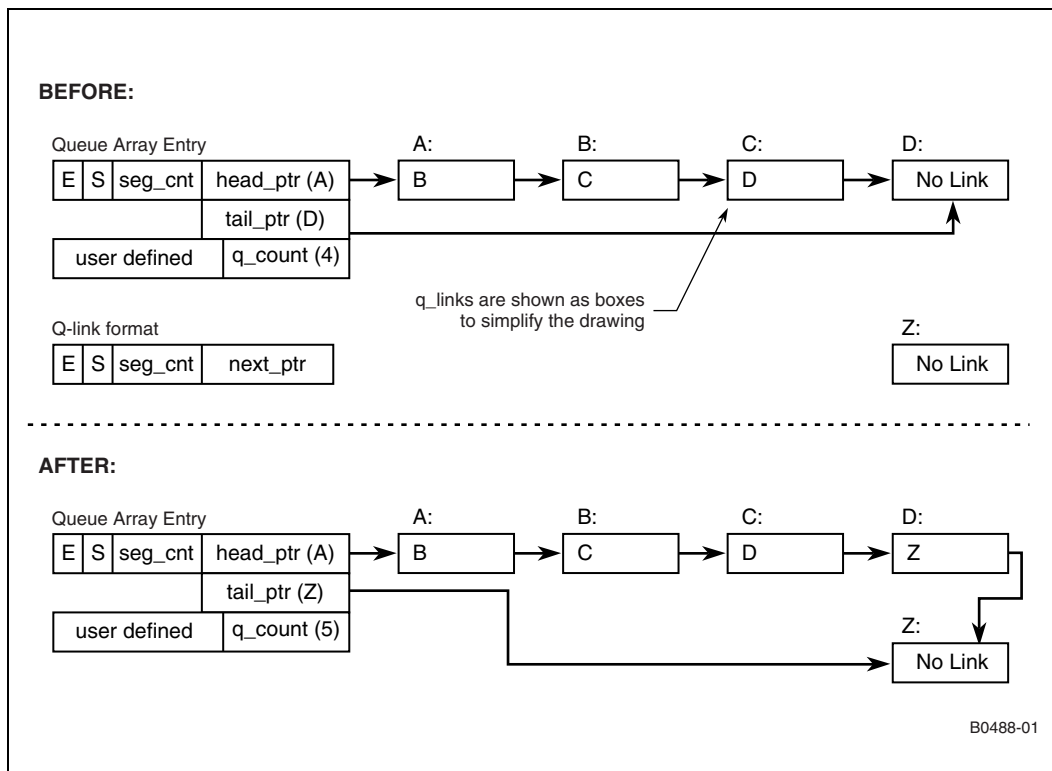 BEFORE:
Queue Array Entry
A:
B:
C:
D:
E S seg_cnt head_ptr (A)
B
C
D
No Link
tail_ptr (D)
user defined q_count (4)
q_links are shown as boxes
to simplify the drawing
Q-link format
Z:
E S seg_cnt next_ptr
No Link
AFTER:
Queue Array Entry
A:
B:
C:
D:
E S seg_cnt head_ptr (A)
B
C
D
Z
tail_ptr (Z)
user defined q_count (5)
Z:
No Link
B0488-01